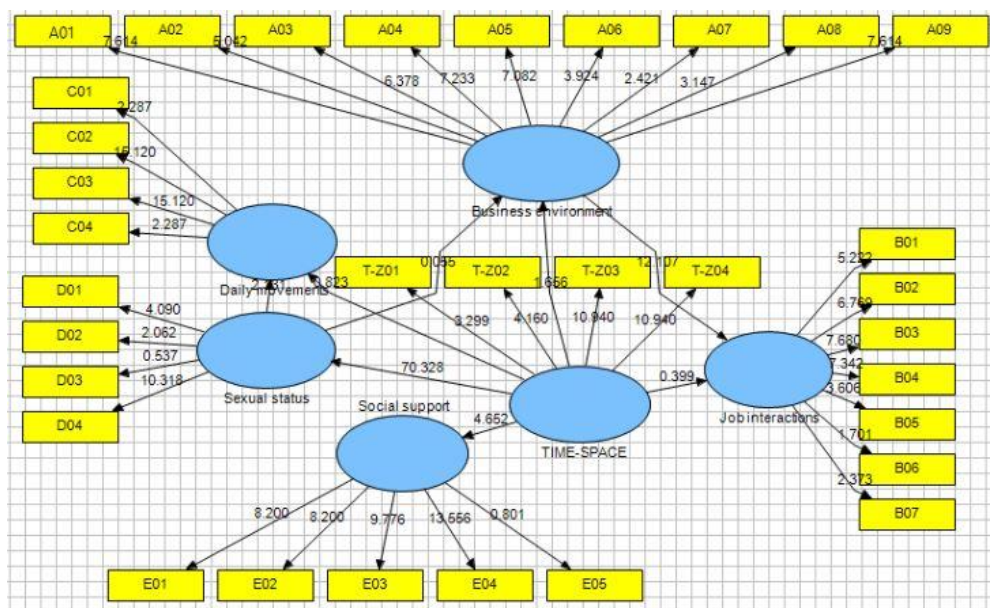 A01
A02
A03
A04
A05
A06
A07
A08
A09
7.614
5.042
6.378
7.233
7.082
3.924
2.421
3.147
7.614
C01
2.287
C02
15.120
C03
15.120
C04
2.287
Business environment
Daily movements
2.731
0.823
0.055
T-Z01
T-Z02
1.656
T-Z03
12.107
T-Z04
B01
5.222
B02
6.769
B03
7.680
B04
7.342
B05
3.606
B06
1.701
B07
2.373
D01
4.090
D02
2.062
D03
0.537
D04
10.318
3.299
4.160
10.940
10.940
70.328
0.399
Sexual status
Social support
4.652
TIME-SPACE
Job interactions
8.200
8.200
9.776
13.556
0.801
E01
E02
E03
E04
E05